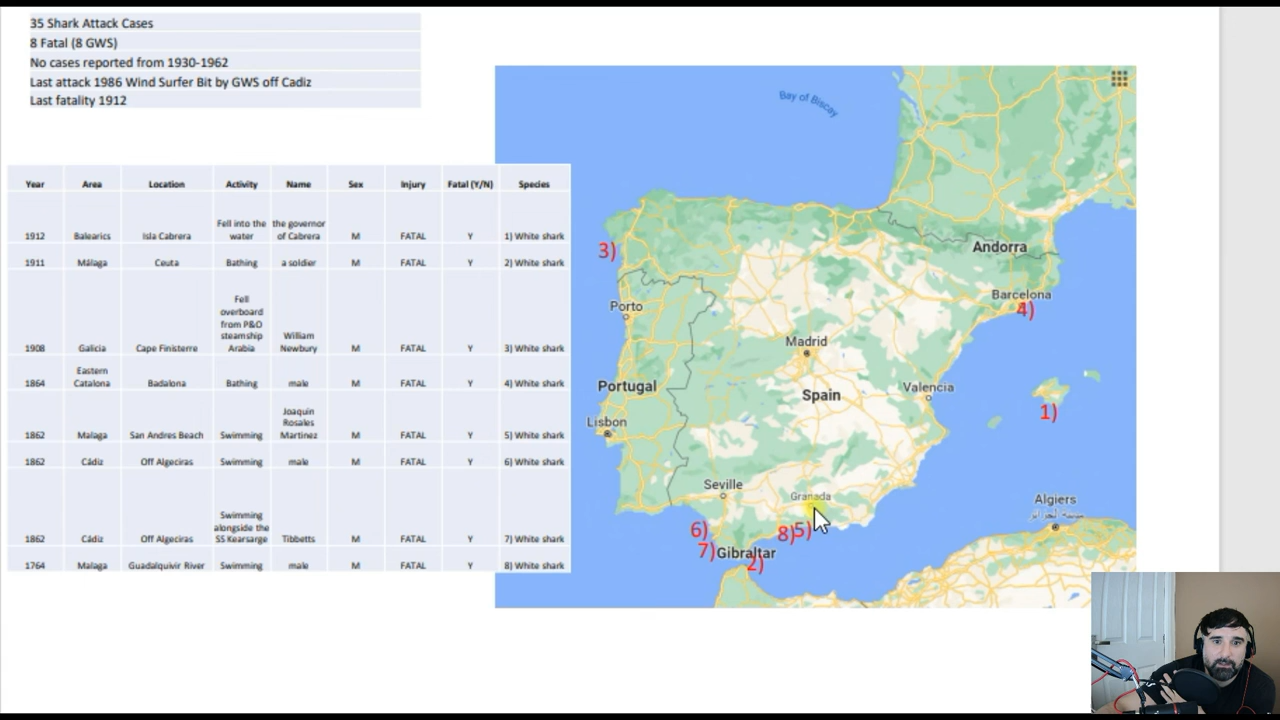 35 Shark Attack Cases
8 Fatal (8 GWS)
No cases reported from 1930-1962
Last attack 1986 Wind Surfer Bit by GWS off Cadiz
Last fatality 1912
Year Area Location Activity Name Sex Injury Fatal (Y/N) Species
1912 Balearics Isla Cabrera Fell into the water the governor of Cabrera M FATAL Y 1) White shark
1911 Málaga Ceuta Bathing a soldier M FATAL Y 2) White shark
1908 Galicia Cape Finisterre Fell overboard from P&O steamship Arabia William Newbury M FATAL Y 3) White shark
1864 Eastern Catalona Badalona Bathing male M FATAL Y 4) White shark
1862 Malaga San Andres Beach Swimming Joaquin Rosales Martinez M FATAL Y 5) White shark
1862 Cádiz Off Algeciras Swimming male M FATAL Y 6) White shark
1862 Cádiz Off Algeciras Swimming alongside the SS Kearsarge Tibbetts M FATAL Y 7) White shark
1764 Malaga Guadalquivir River Swimming male M FATAL Y 8) White shark
Bay of Biscay
3)
Andorra
Barcelona
4)
Porto
Madrid
Portugal
Spain
Valencia
1)
Lisbon
Seville
Granada
Algiers
6)
8)5)
7)
Gibraltar
2)